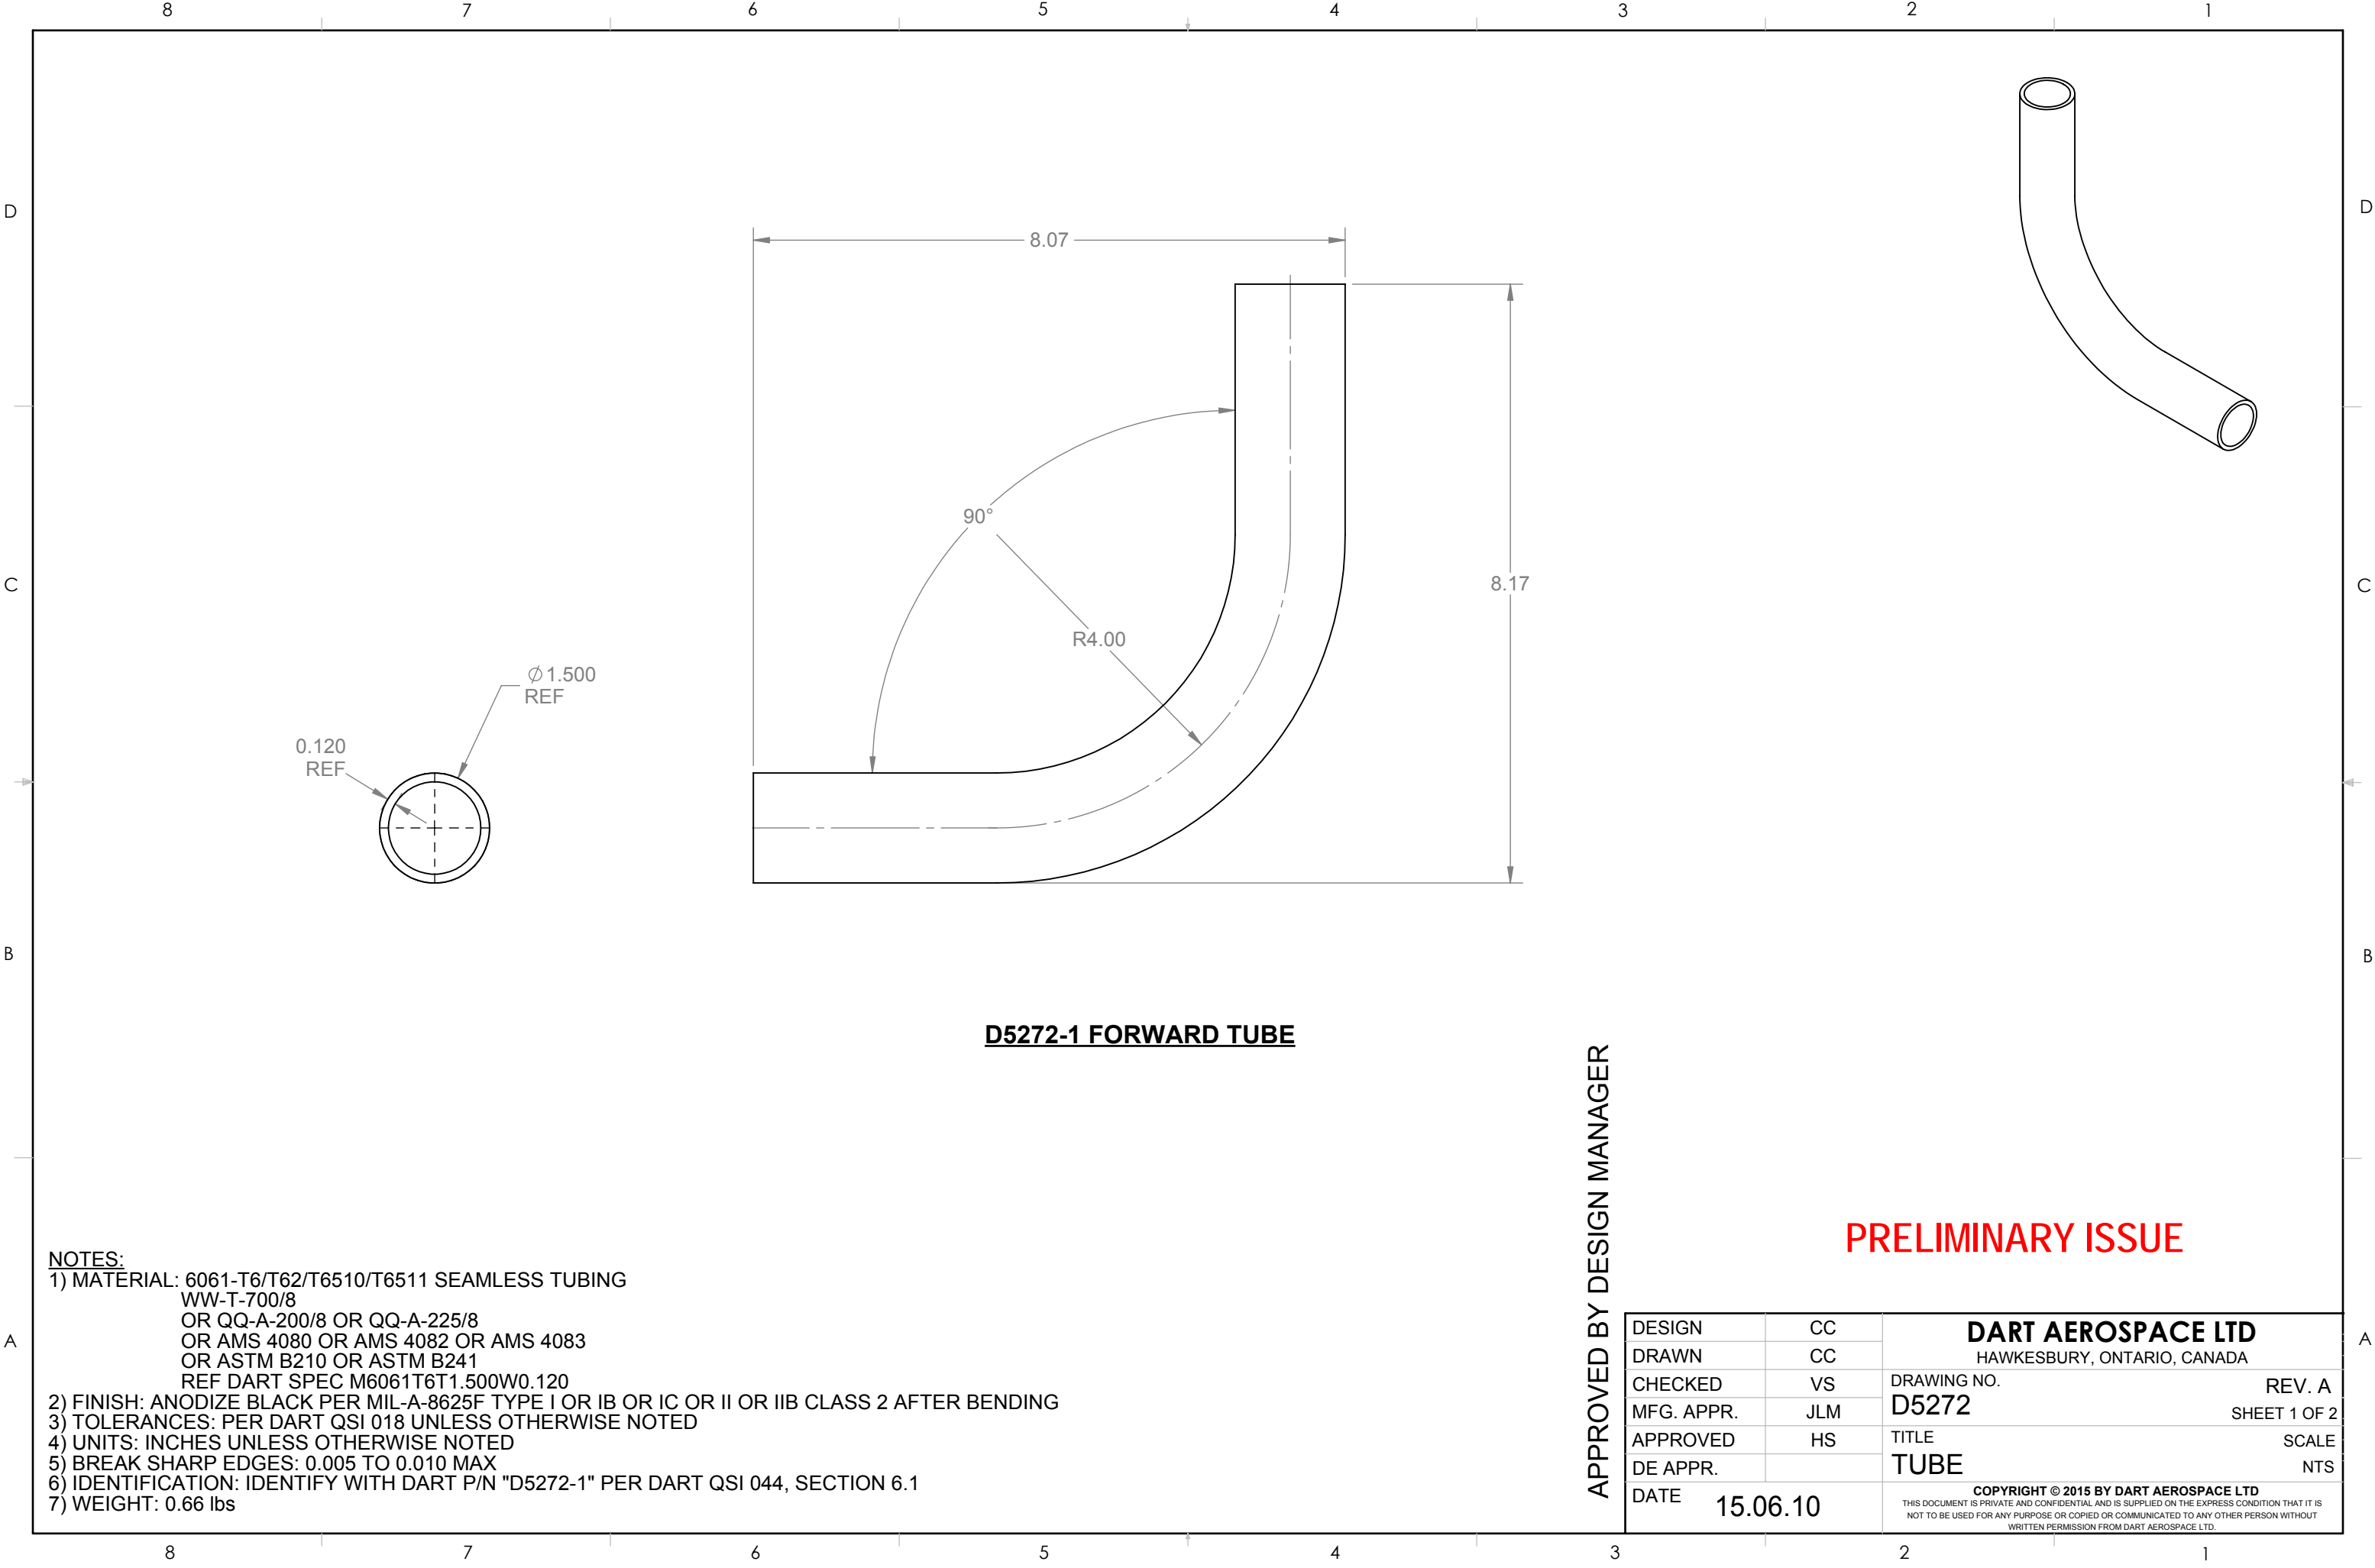 8 7 6 5 4 3 2 1
D D
8.07
90°
C C
8.17
R4.00
⌀1.500
REF
0.120
REF
B B
D5272-1 FORWARD TUBE
APPROVED BY DESIGN MANAGER
PRELIMINARY ISSUE
NOTES:
1) MATERIAL: 6061-T6/T62/T6510/T6511 SEAMLESS TUBING
WW-T-700/8
OR QQ-A-200/8 OR QQ-A-225/8
OR AMS 4080 OR AMS 4082 OR AMS 4083
OR ASTM B210 OR ASTM B241
REF DART SPEC M6061T6T1.500W0.120
2) FINISH: ANODIZE BLACK PER MIL-A-8625F TYPE I OR IB OR IC OR II OR IIB CLASS 2 AFTER BENDING
3) TOLERANCES: PER DART QSI 018 UNLESS OTHERWISE NOTED
4) UNITS: INCHES UNLESS OTHERWISE NOTED
5) BREAK SHARP EDGES: 0.005 TO 0.010 MAX
6) IDENTIFICATION: IDENTIFY WITH DART P/N "D5272-1" PER DART QSI 044, SECTION 6.1
7) WEIGHT: 0.66 lbs
A A
DESIGN CC
DRAWN CC
CHECKED VS
MFG. APPR. JLM
APPROVED HS
DE APPR.
DATE 15.06.10
DART AEROSPACE LTD
HAWKESBURY, ONTARIO, CANADA
DRAWING NO. REV. A
D5272 SHEET 1 OF 2
TITLE SCALE
TUBE NTS
COPYRIGHT © 2015 BY DART AEROSPACE LTD
THIS DOCUMENT IS PRIVATE AND CONFIDENTIAL AND IS SUPPLIED ON THE EXPRESS CONDITION THAT IT IS
NOT TO BE USED FOR ANY PURPOSE OR COPIED OR COMMUNICATED TO ANY OTHER PERSON WITHOUT
WRITTEN PERMISSION FROM DART AEROSPACE LTD.
8 7 6 5 4 3 2 1